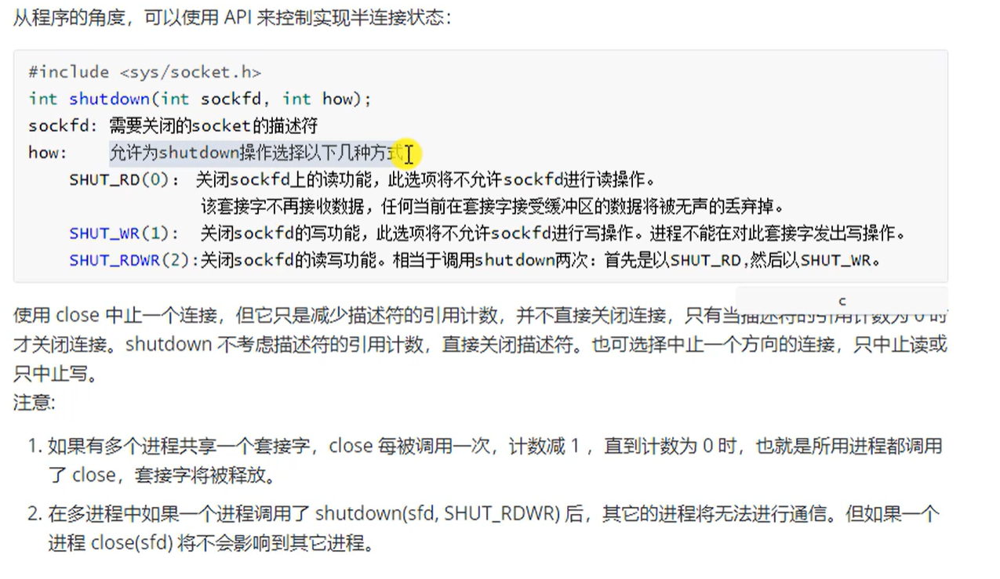 从程序的角度，可以使用 API 来控制实现半连接状态：
#include <sys/socket.h>
int shutdown(int sockfd, int how);
sockfd: 需要关闭的socket的描述符
how: 允许为shutdown操作选择以下几种方式
SHUT_RD(0): 关闭sockfd上的读功能，此选项将不允许sockfd进行读操作。
该套接字不再接收数据，任何当前在套接字接受缓冲区的数据将被无声的丢弃掉。
SHUT_WR(1): 关闭sockfd的写功能，此选项将不允许sockfd进行写操作。进程不能在对此套接字发出写操作。
SHUT_RDWR(2):关闭sockfd的读写功能。相当于调用shutdown两次：首先是以SHUT_RD,然后以SHUT_WR。
c
使用 close 中止一个连接，但它只是减少描述符的引用计数，并不直接关闭连接，只有当描述符的引用计数为 0 时
才关闭连接。shutdown 不考虑描述符的引用计数，直接关闭描述符。也可选择中止一个方向的连接，只中止读或
只中止写。
注意:
1. 如果有多个进程共享一个套接字，close 每被调用一次，计数减 1 ，直到计数为 0 时，也就是所用进程都调用
了 close，套接字将被释放。
2. 在多进程中如果一个进程调用了 shutdown(sfd, SHUT_RDWR) 后，其它的进程将无法进行通信。但如果一个
进程 close(sfd) 将不会影响到其它进程。